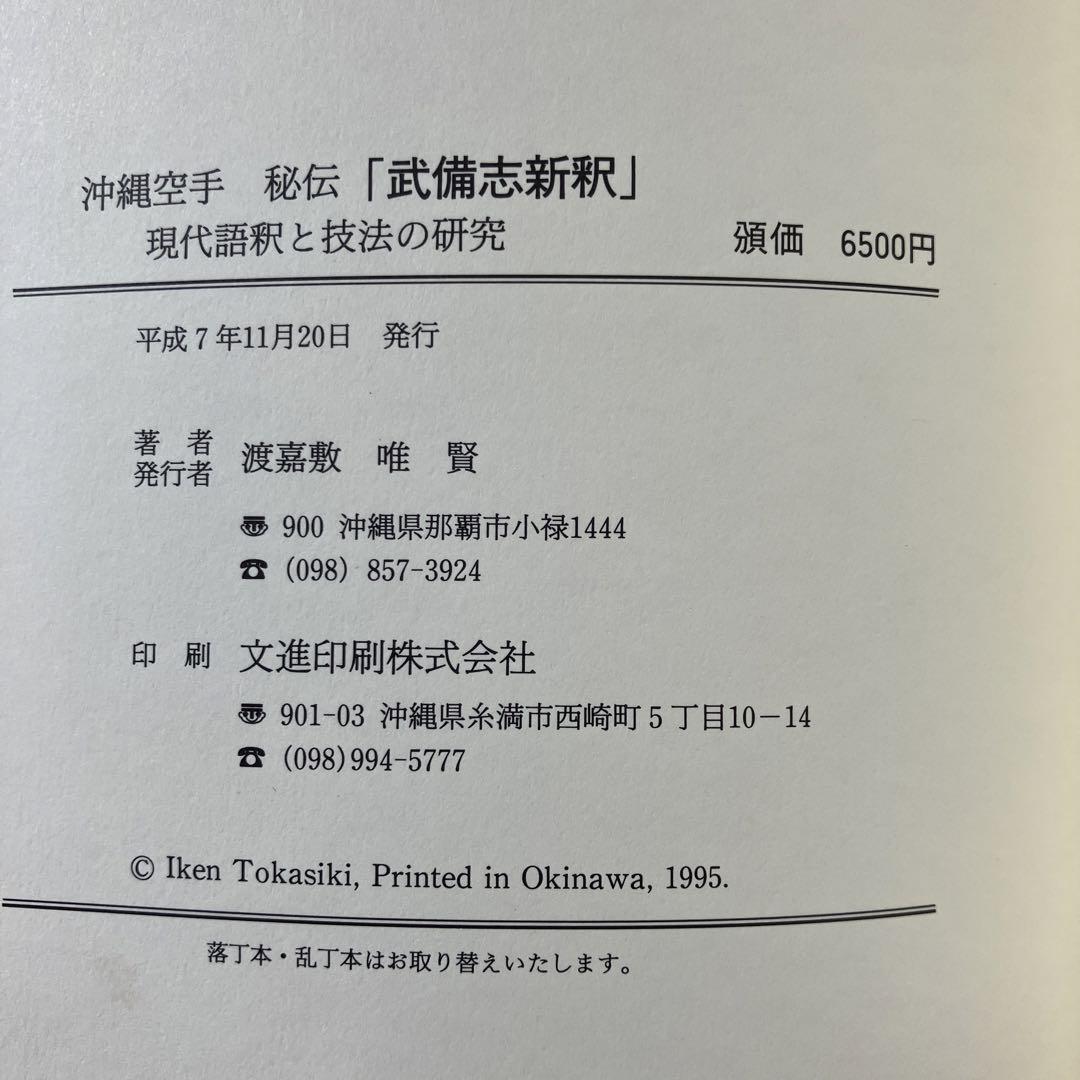 沖縄空手　秘伝「武備志新釈」
現代語釈と技法の研究　頒価　6500円
平成7年11月20日　発行
著　者
発行者　渡嘉敷　唯　賢
〠 900 沖縄県那覇市小禄1444
☎ (098) 857-3924
印　刷　文進印刷株式会社
〠 901-03 沖縄県糸満市西崎町5丁目10－14
☎ (098)994-5777
© Iken Tokasiki, Printed in Okinawa, 1995.
落丁本・乱丁本はお取り替えいたします。